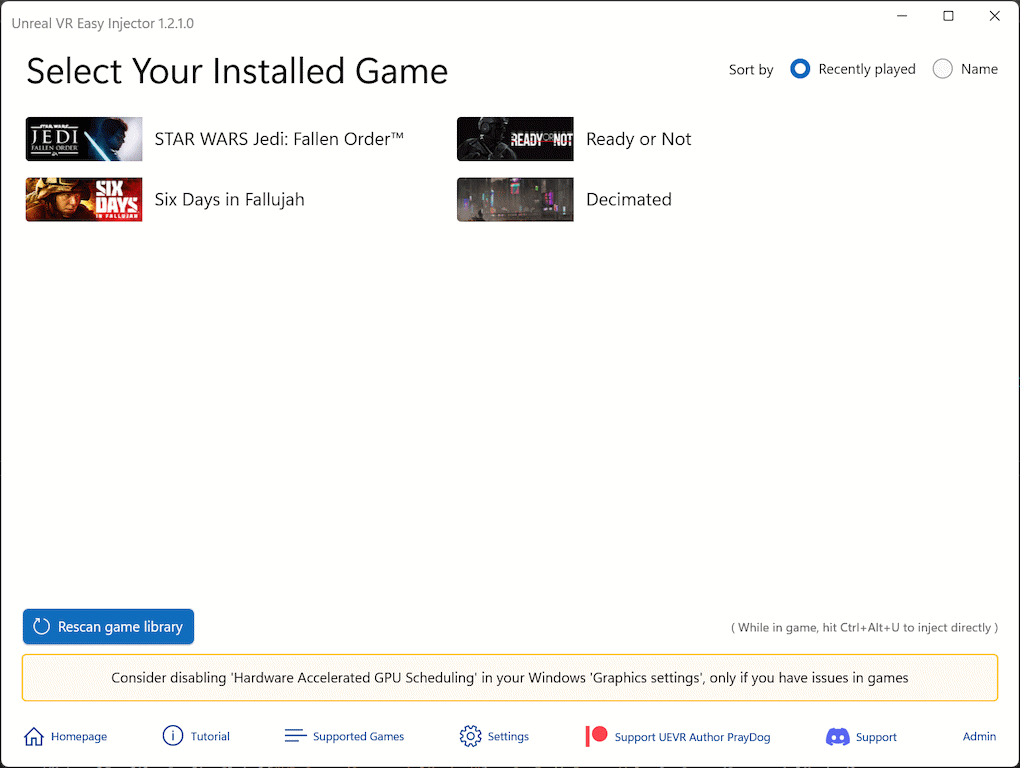 Unreal VR Easy Injector 1.2.1.0
Select Your Installed Game
Sort by Recently played Name
STAR WARS JEDI FALLEN ORDER
STAR WARS Jedi: Fallen Order™
READY OR NOT
Ready or Not
SIX DAYS IN FALLUJAH
Six Days in Fallujah
Decimated
Rescan game library
( While in game, hit Ctrl+Alt+U to inject directly )
Consider disabling 'Hardware Accelerated GPU Scheduling' in your Windows 'Graphics settings', only if you have issues in games
Homepage Tutorial Supported Games Settings Support UEVR Author PrayDog Support Admin